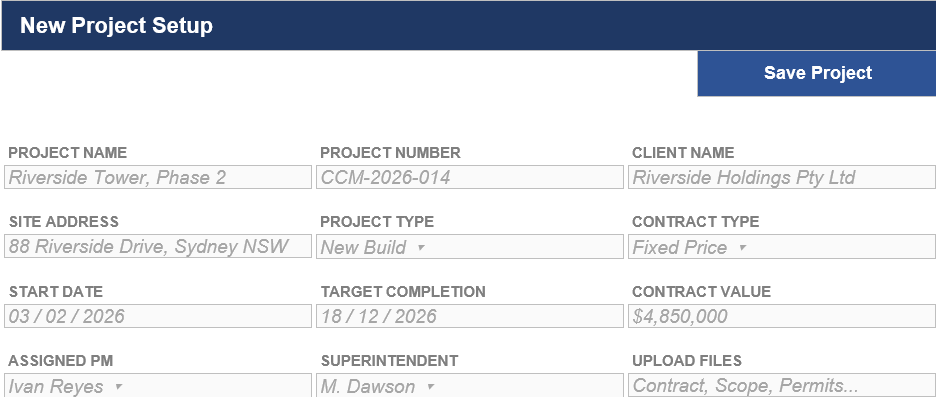 New Project Setup
Save Project
PROJECT NAME PROJECT NUMBER CLIENT NAME
Riverside Tower, Phase 2 CCM-2026-014 Riverside Holdings Pty Ltd
SITE ADDRESS PROJECT TYPE CONTRACT TYPE
88 Riverside Drive, Sydney NSW New Build ▾ Fixed Price ▾
START DATE TARGET COMPLETION CONTRACT VALUE
03 / 02 / 2026 18 / 12 / 2026 $4,850,000
ASSIGNED PM SUPERINTENDENT UPLOAD FILES
Ivan Reyes ▾ M. Dawson ▾ Contract, Scope, Permits...